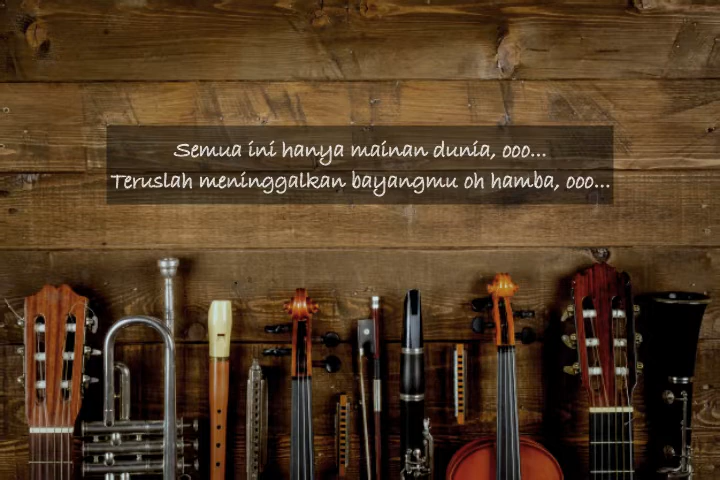 Semua ini hanya mainan dunia, ooo...
Teruslah meninggalkan bayangmu oh hamba, ooo...